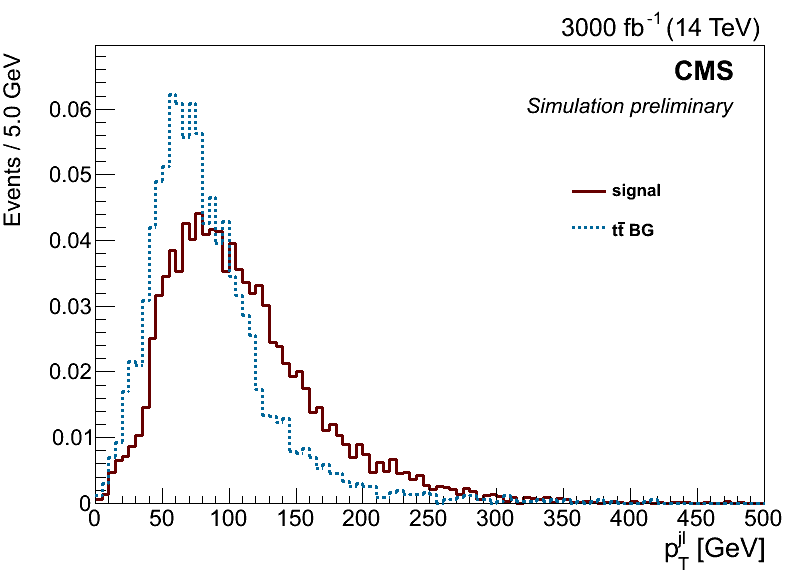 3000 fb⁻¹ (14 TeV)
CMS
Simulation preliminary
Events / 5.0 GeV
signal
tt̄ BG
0.06
0.05
0.04
0.03
0.02
0.01
0
0 50 100 150 200 250 300 350 400 450 500
p_T^jl [GeV]